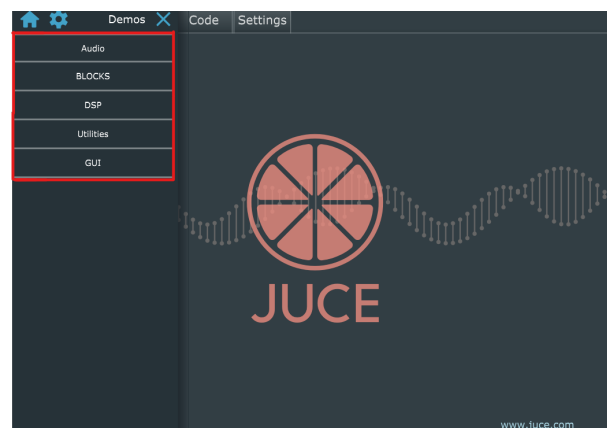 Demos Code Settings
Audio
BLOCKS
DSP
Utilities
GUI
JUCE
www.juce.com